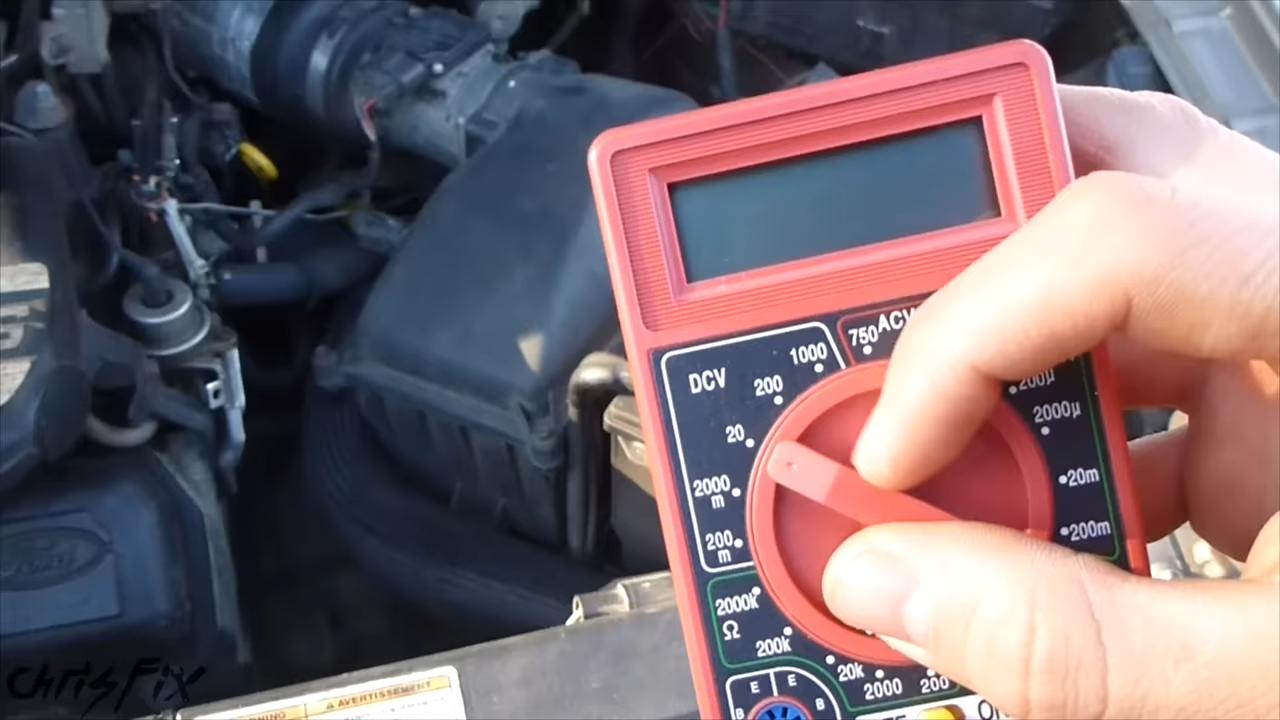 750 ACV
1000
DCV
200
20
2000
m
200
m
200µ
2000µ
20m
200m
2000k
Ω
200k
20k
2000
200
E E
B B
Ford
AVERTISSEMENT
ChrisFix